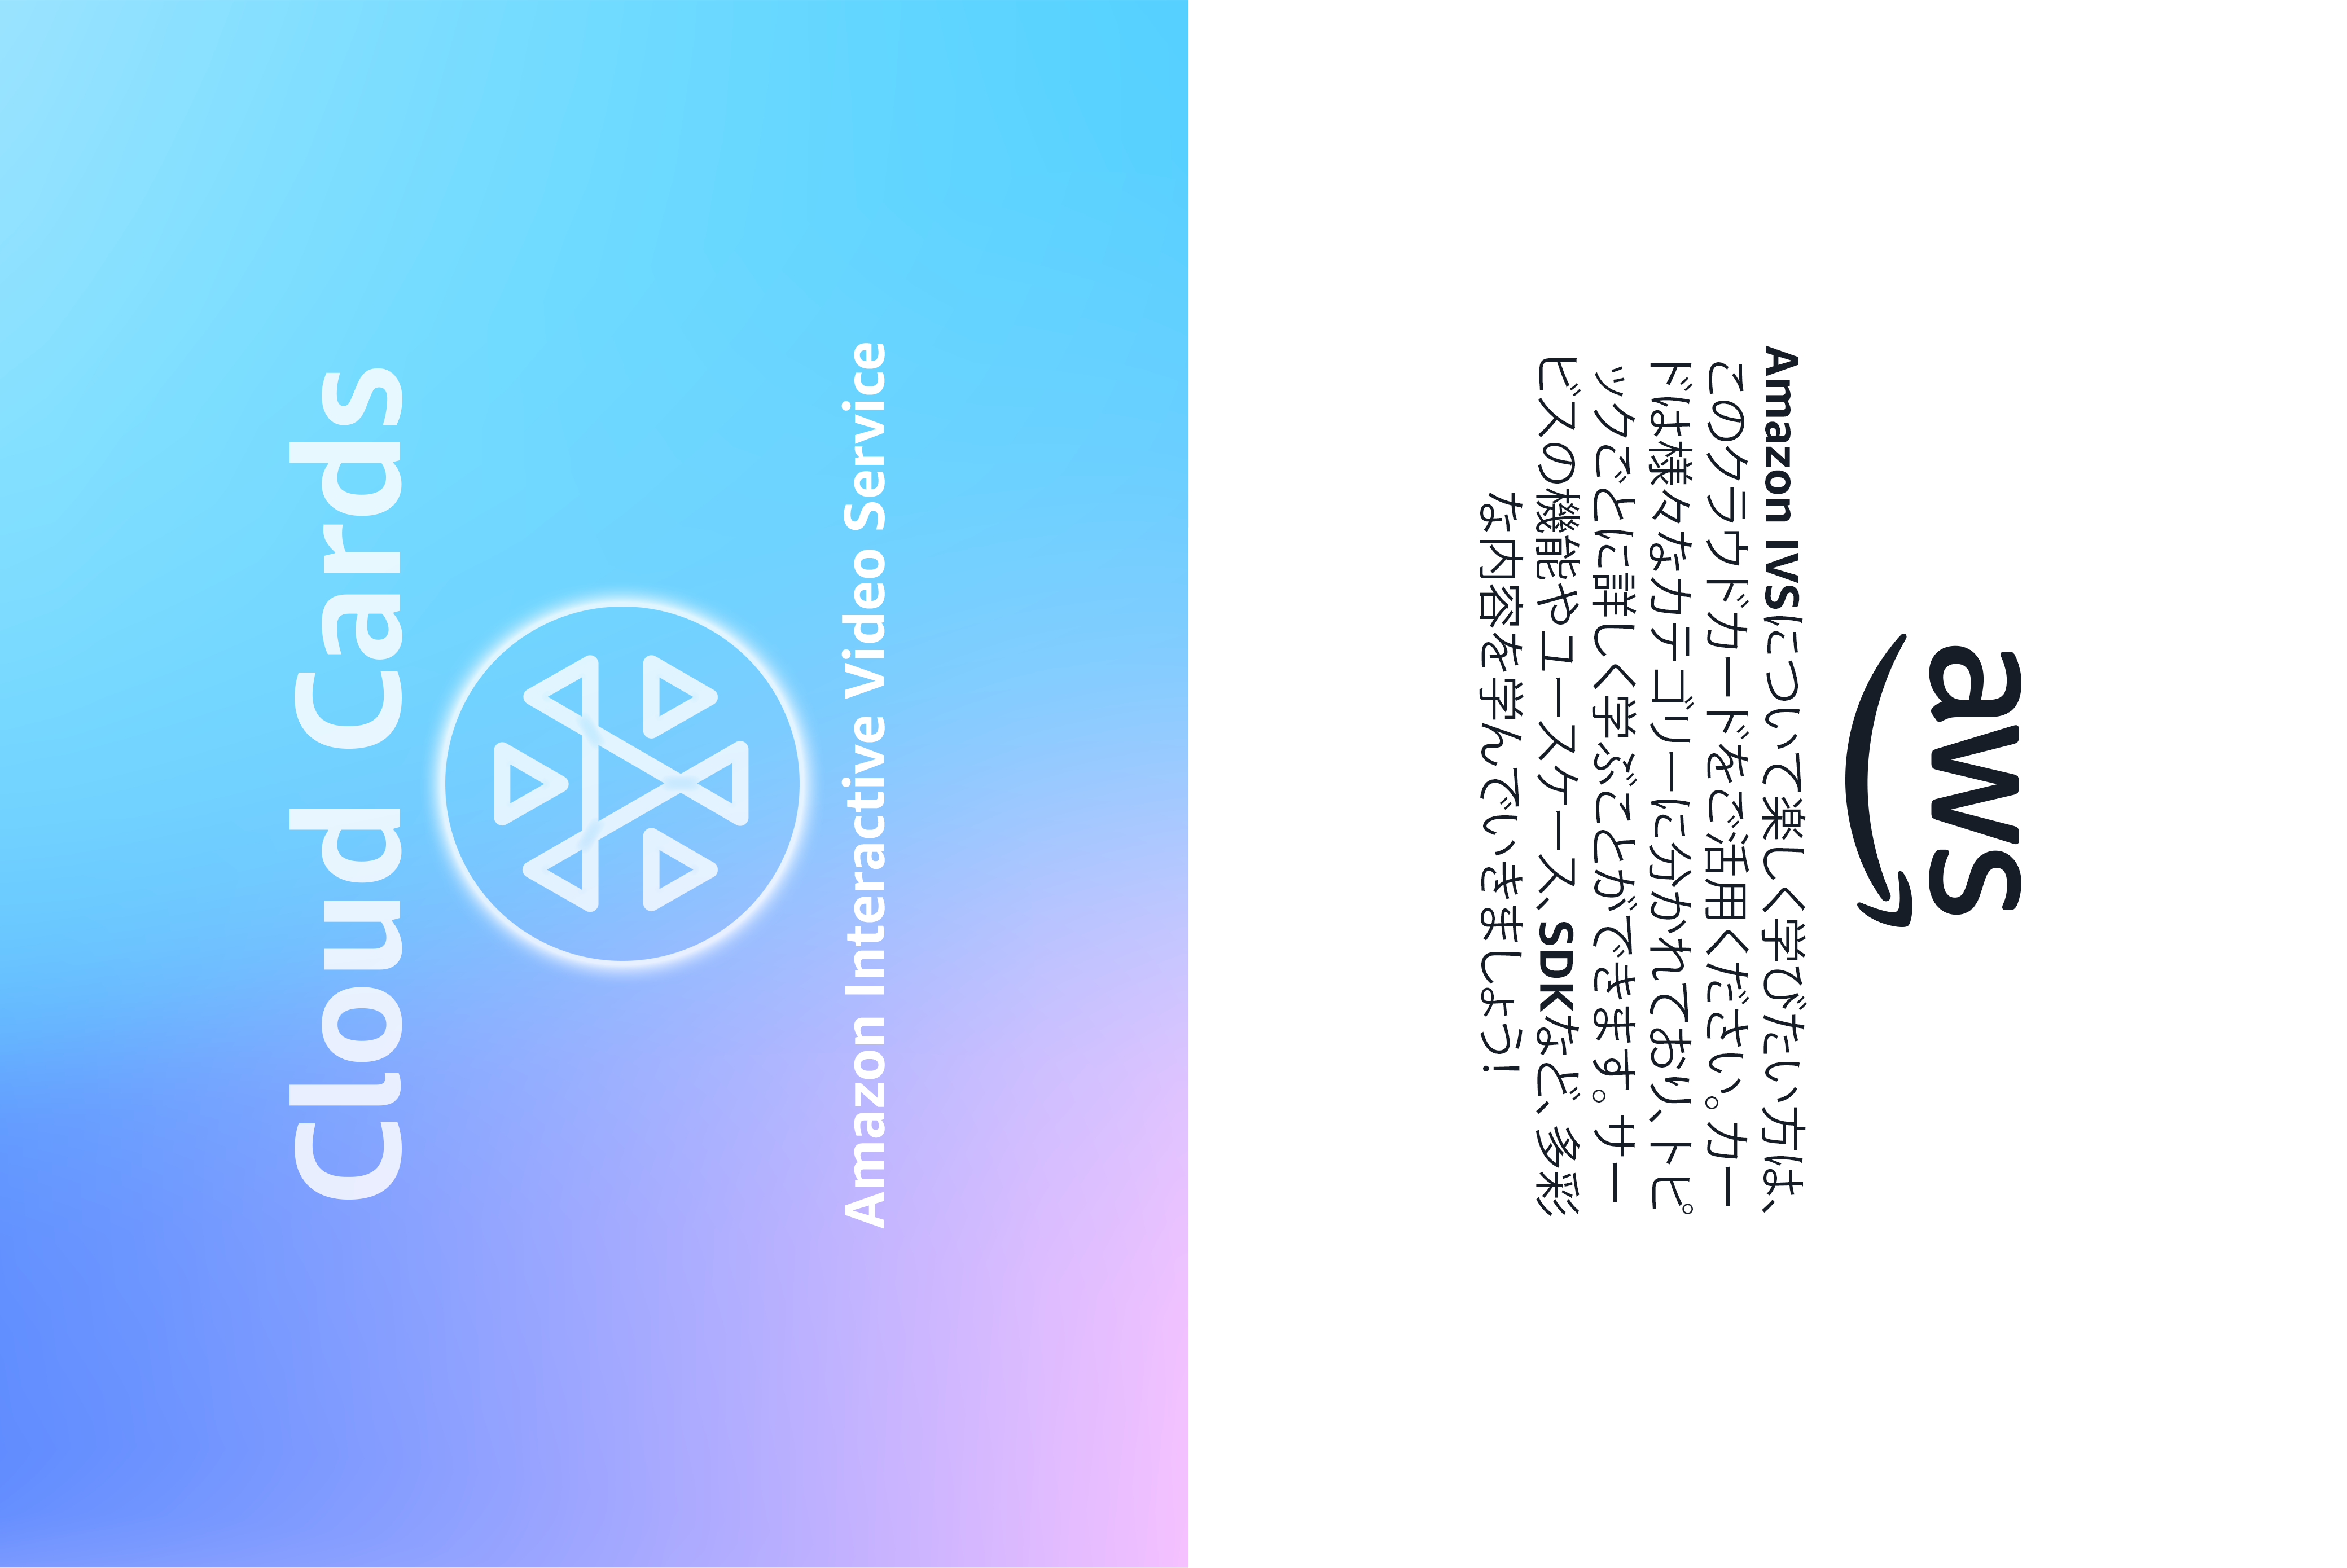 Cloud Cards
Amazon Interactive Video Service
aws
Amazon IVSについて楽しく学びたい方は、
このクラウドカードをご活用ください。カー
ドは様々なカテゴリーに分かれており、トピ
ックごとに詳しく学ぶことができます。サー
ビスの機能やユースケース、SDKなど、多彩
な内容を学んでいきましょう!